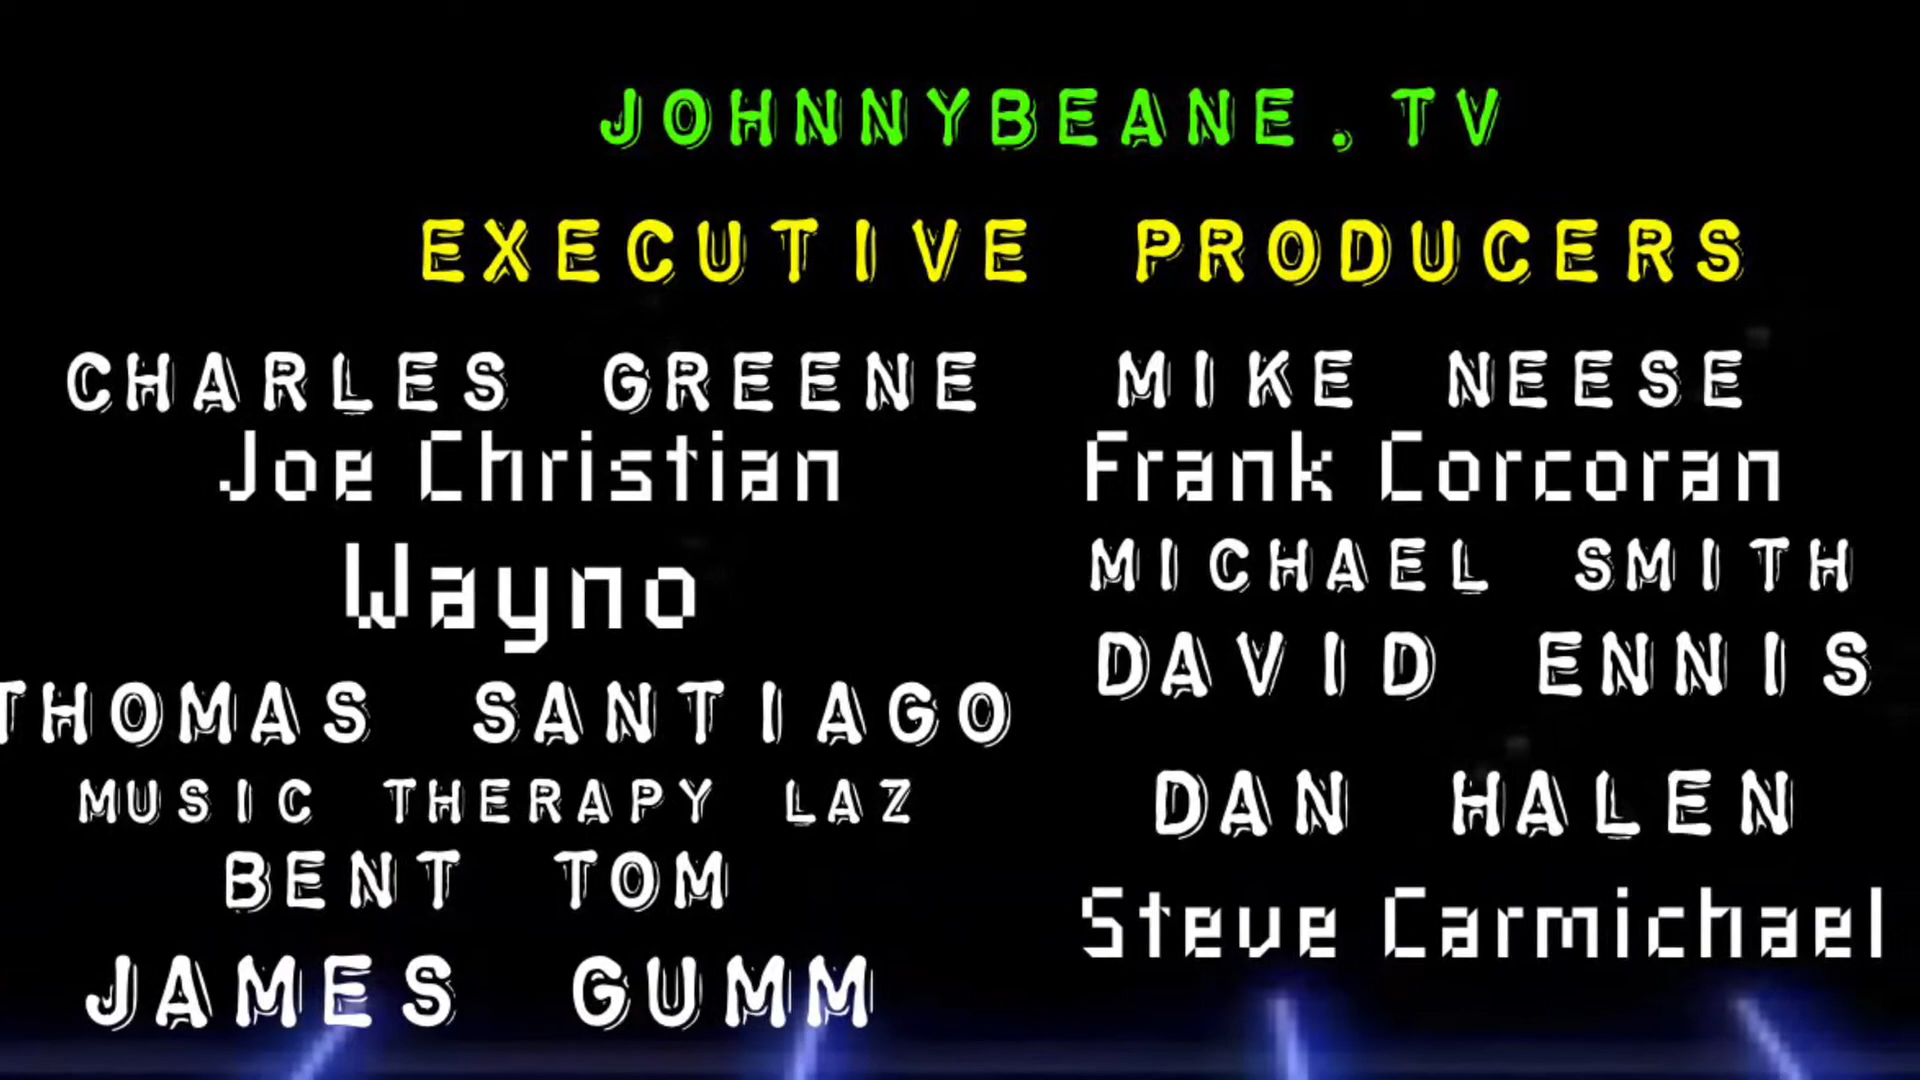 JOHNNYBEANE.TV
EXECUTIVE PRODUCERS
CHARLES GREENE
Joe Christian
Wayno
THOMAS SANTIAGO
MUSIC THERAPY LAZ
BENT TOM
JAMES GUMM
MIKE NEESE
Frank Corcoran
MICHAEL SMITH
DAVID ENNIS
DAN HALEN
Steve Carmichael